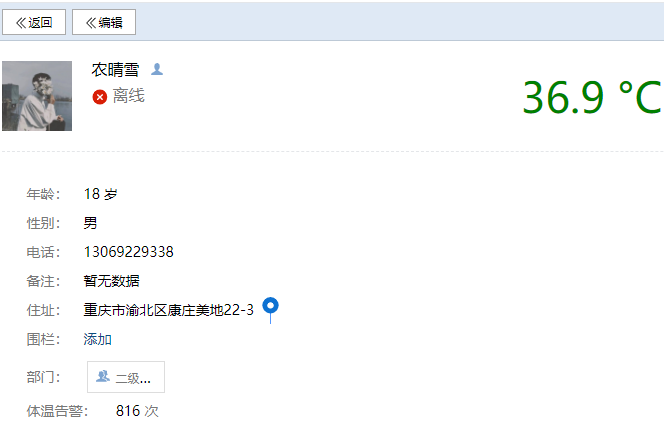 返回 编辑
农晴雪
离线
36.9 °C
年龄： 18 岁
性别： 男
电话： 13069229338
备注： 暂无数据
住址： 重庆市渝北区康庄美地22-3
围栏： 添加
部门： 二级...
体温告警： 816 次